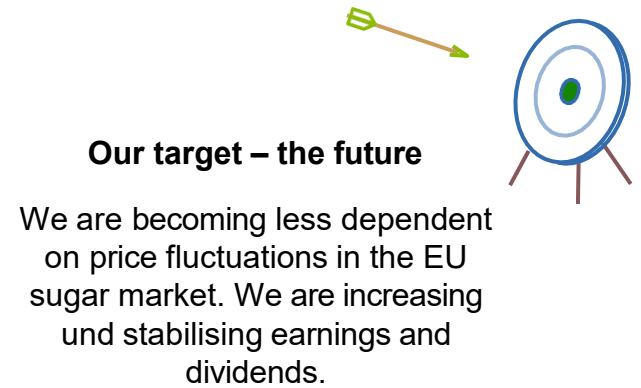 Our target – the future
We are becoming less dependent
on price fluctuations in the EU
sugar market. We are increasing
und stabilising earnings and
dividends.